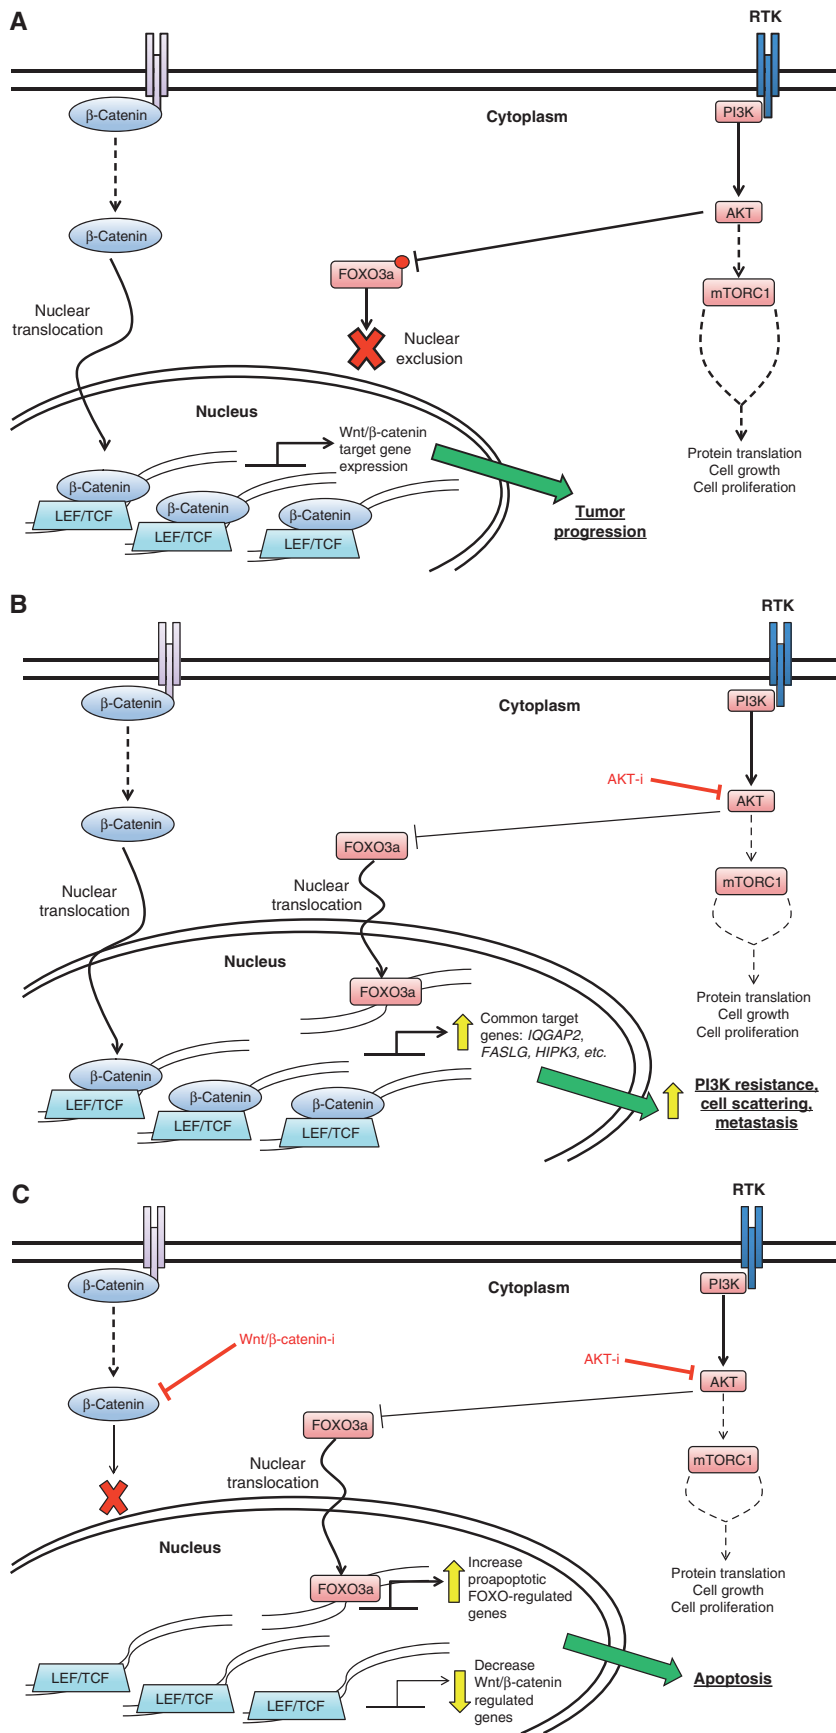 A
RTK
β-Catenin
Cytoplasm
PI3K
AKT
β-Catenin
FOXO3a
mTORC1
Nuclear
translocation
Nuclear
exclusion
Nucleus
Wnt/β-catenin
target gene
expression
Protein translation
Cell growth
Cell proliferation
β-Catenin
LEF/TCF
β-Catenin
LEF/TCF
β-Catenin
LEF/TCF
Tumor
progression
B
RTK
β-Catenin
Cytoplasm
PI3K
AKT-i
AKT
β-Catenin
FOXO3a
mTORC1
Nuclear
translocation
Nuclear
translocation
Nucleus
FOXO3a
Protein translation
Cell growth
Cell proliferation
Common target
genes: IQGAP2,
FASLG, HIPK3, etc.
β-Catenin
LEF/TCF
β-Catenin
LEF/TCF
β-Catenin
LEF/TCF
PI3K resistance,
cell scattering,
metastasis
C
RTK
β-Catenin
Cytoplasm
PI3K
Wnt/β-catenin-i
AKT-i
AKT
β-Catenin
FOXO3a
mTORC1
Nuclear
translocation
Nucleus
FOXO3a
Increase
proapoptotic
FOXO-regulated
genes
Protein translation
Cell growth
Cell proliferation
LEF/TCF
LEF/TCF
LEF/TCF
Decrease
Wnt/β-catenin
regulated
genes
Apoptosis